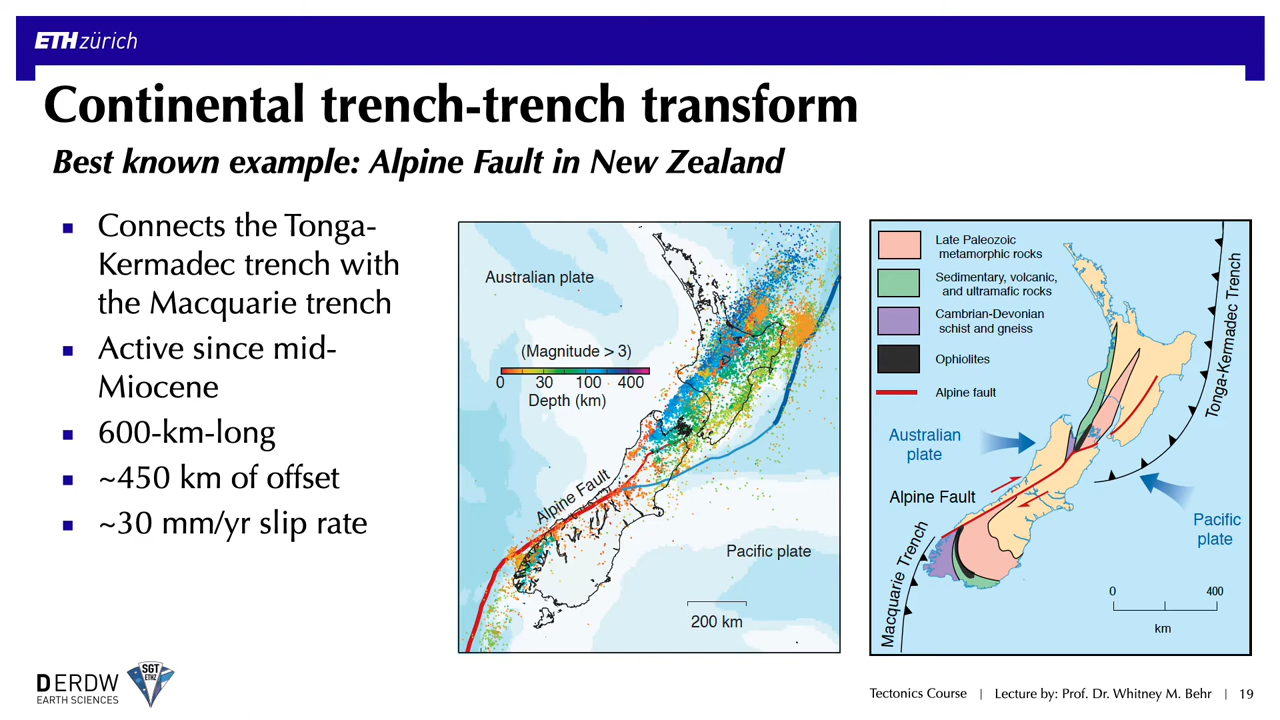 ETH zürich
Continental trench-trench transform
Best known example: Alpine Fault in New Zealand
Connects the Tonga-
Kermadec trench with
the Macquarie trench
Active since mid-
Miocene
600-km-long
~450 km of offset
~30 mm/yr slip rate
Australian plate
(Magnitude > 3)
0 30 100 400
Depth (km)
Alpine Fault
Pacific plate
200 km
Late Paleozoic
metamorphic rocks
Sedimentary, volcanic,
and ultramafic rocks
Cambrian-Devonian
schist and gneiss
Ophiolites
Alpine fault
Tonga-Kermadec Trench
Australian
plate
Alpine Fault
Pacific
plate
Macquarie Trench
0 400
km
DERDW
EARTH SCIENCES
SGT
ETHZ
Tectonics Course | Lecture by: Prof. Dr. Whitney M. Behr | 19